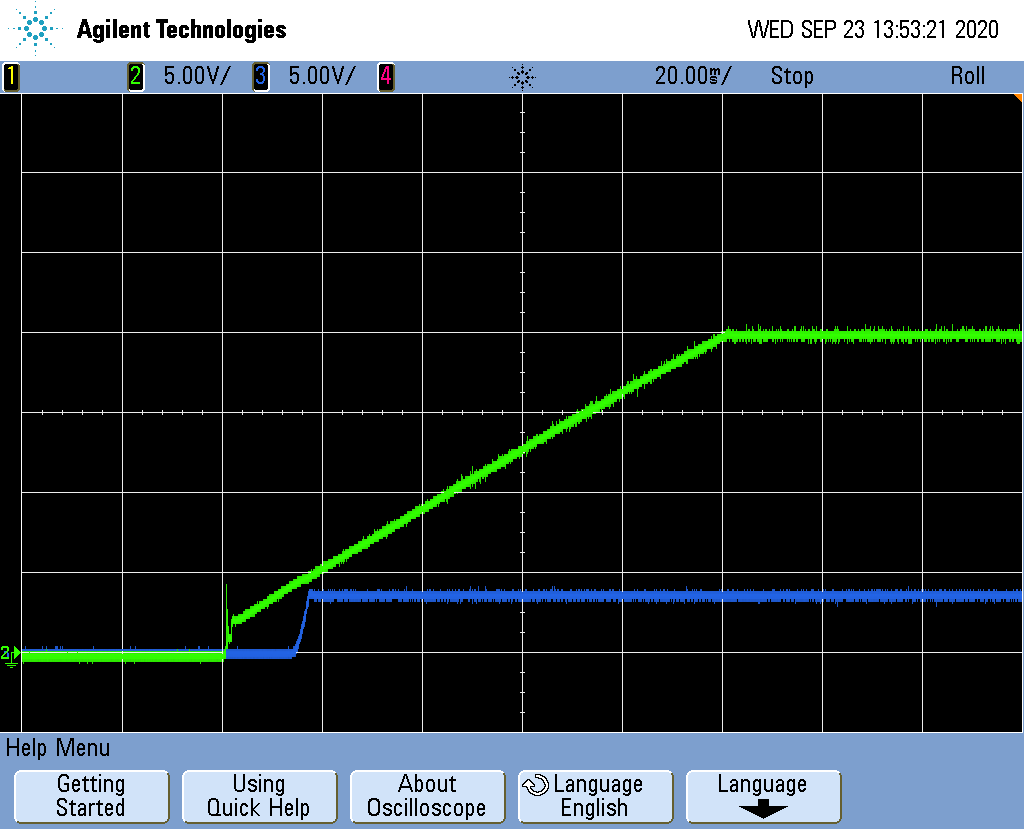 Agilent Technologies WED SEP 23 13:53:21 2020
1 2 5.00V/ 3 5.00V/ 4 20.00ms/ Stop Roll
2
Help Menu
Getting Started
Using Quick Help
About Oscilloscope
Language English
Language